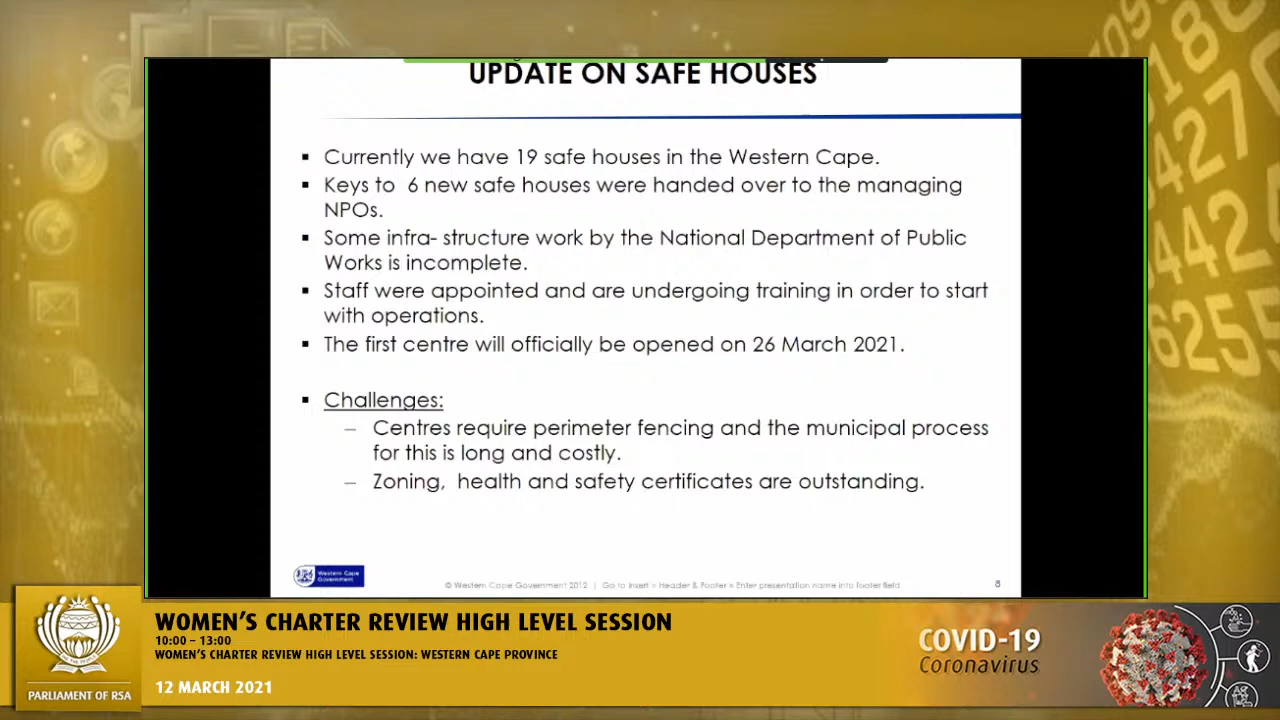 UPDATE ON SAFE HOUSES
▪ Currently we have 19 safe houses in the Western Cape.
▪ Keys to 6 new safe houses were handed over to the managing
NPOs.
▪ Some infra- structure work by the National Department of Public
Works is incomplete.
▪ Staff were appointed and are undergoing training in order to start
with operations.
▪ The first centre will officially be opened on 26 March 2021.
▪ Challenges:
– Centres require perimeter fencing and the municipal process
for this is long and costly.
– Zoning, health and safety certificates are outstanding.
Western Cape
Government
© Western Cape Government 2012 | Go to Insert > Header & Footer > Enter presentation name into footer field
8
WOMEN'S CHARTER REVIEW HIGH LEVEL SESSION
10:00 – 13:00
WOMEN'S CHARTER REVIEW HIGH LEVEL SESSION: WESTERN CAPE PROVINCE
12 MARCH 2021
PARLIAMENT OF RSA
COVID-19
Coronavirus